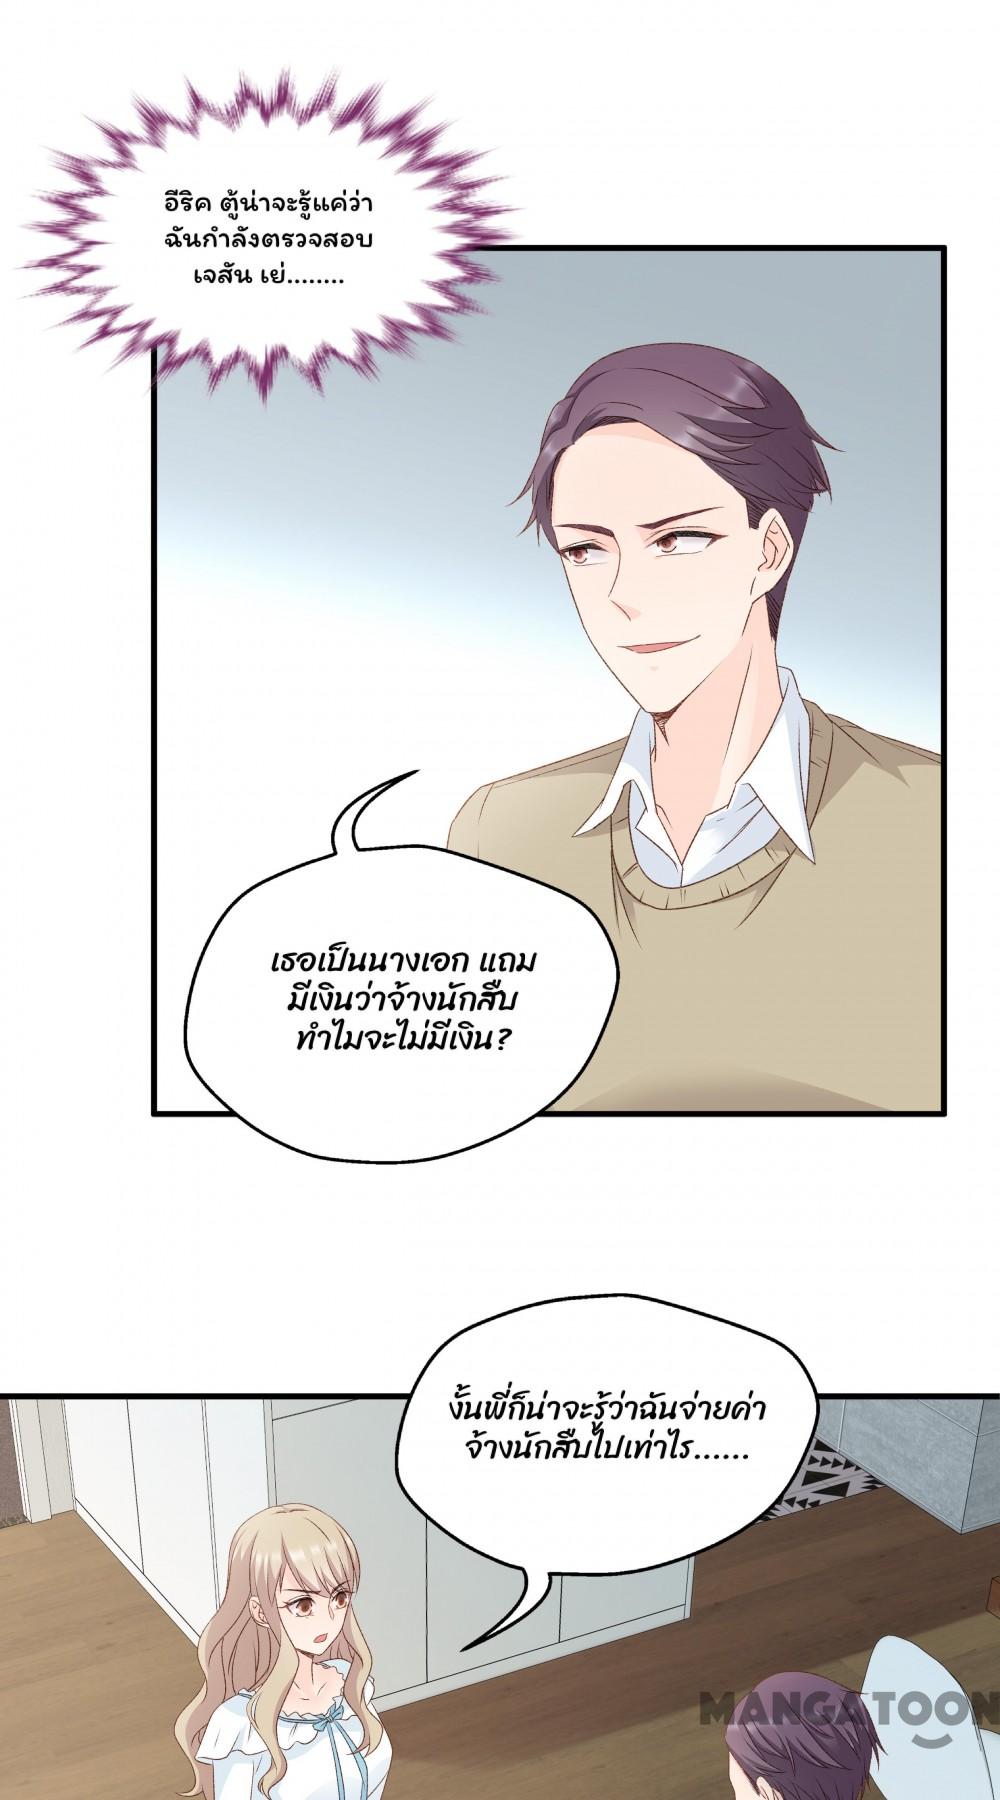 อีริค ตู้น่าจะรู้แค่ว่า
ฉันกำลังตรวจสอบ
เจสัน เย่........
เธอเป็นนางเอก แถม
มีเงินว่าจ้างนักสืบ
ทำไมจะไม่มีเงิน?
งั้นพี่ก็น่าจะรู้ว่าฉันจ่ายค่า
จ้างนักสืบไปเท่าไร......
MANGATOON